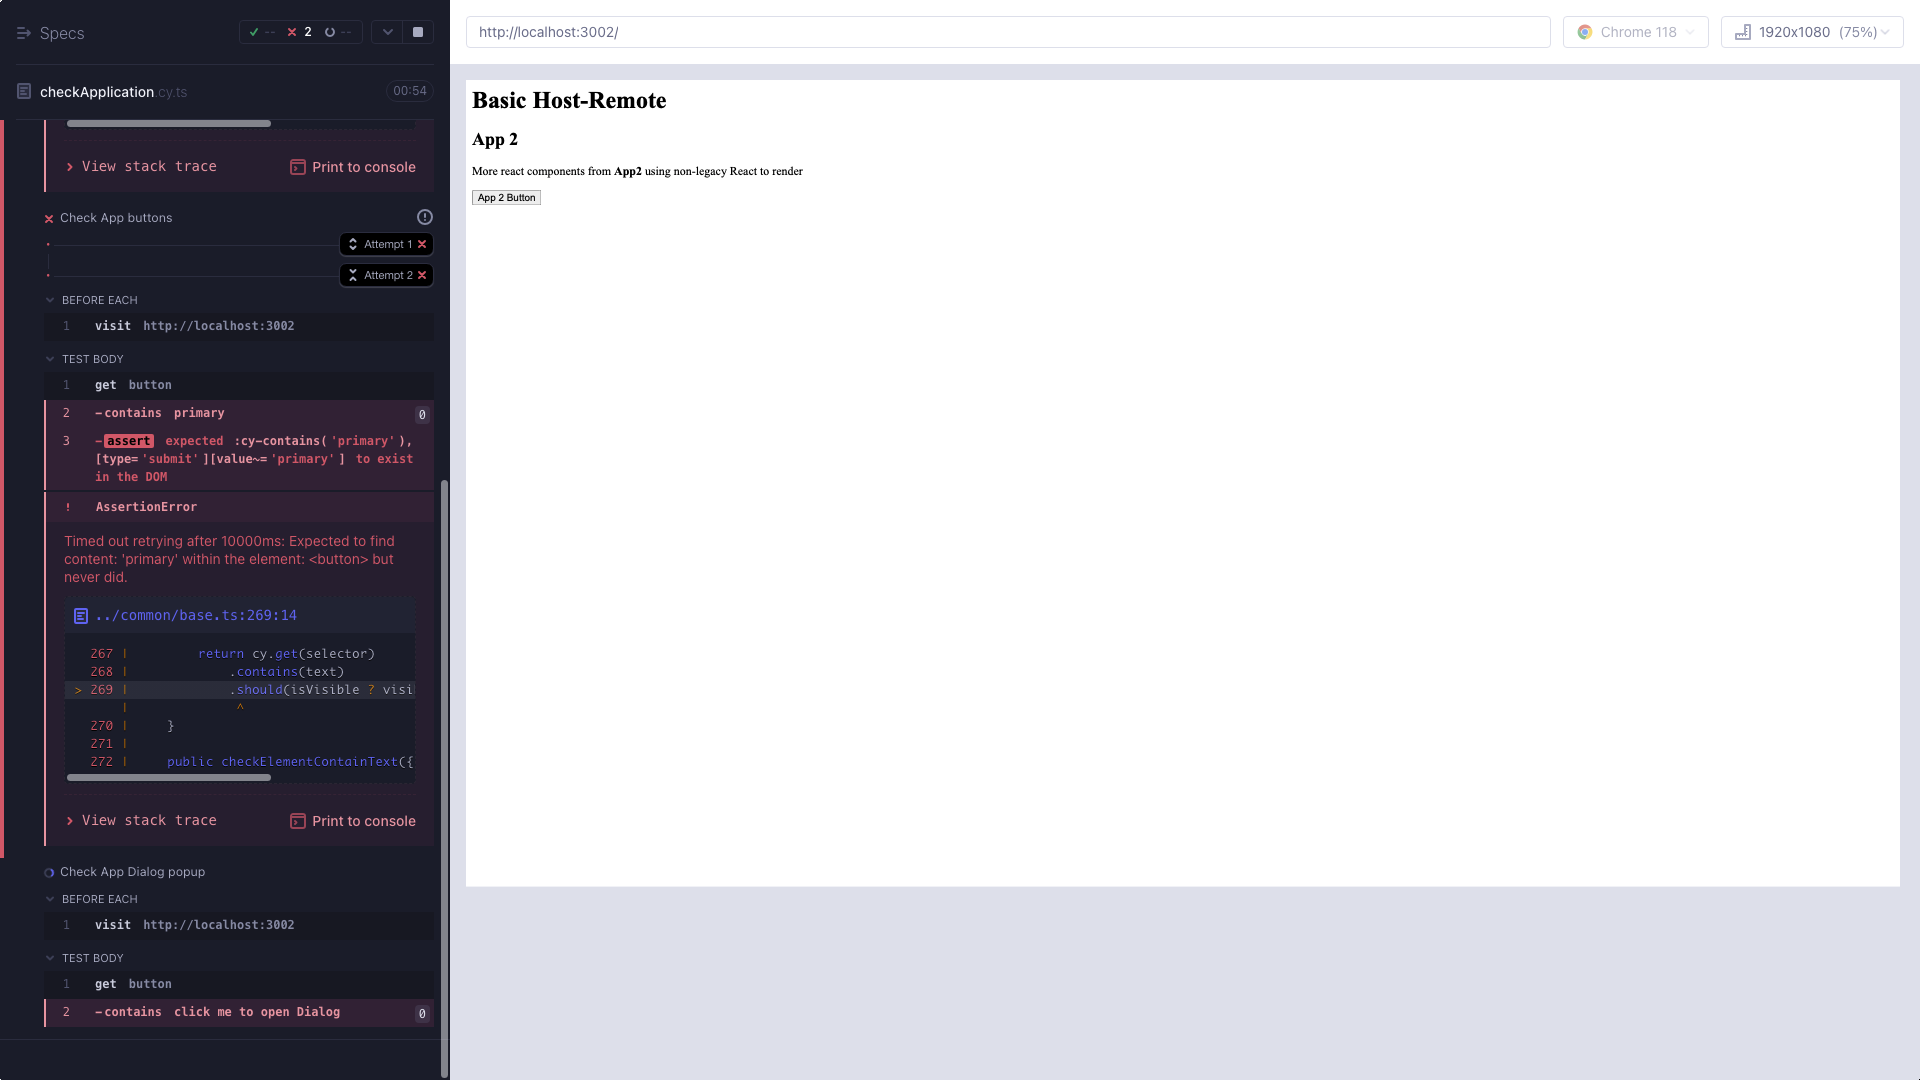 Specs
-- 2 --
checkApplication.cy.ts 00:54
View stack trace Print to console
Check App buttons
Attempt 1
Attempt 2
BEFORE EACH
1 visit http://localhost:3002
TEST BODY
1 get button
2 -contains primary 0
3 -assert expected :cy-contains('primary'),
[type='submit'][value~='primary'] to exist
in the DOM
! AssertionError
Timed out retrying after 10000ms: Expected to find
content: 'primary' within the element: <button> but
never did.
../common/base.ts:269:14
267 | return cy.get(selector)
268 | .contains(text)
> 269 | .should(isVisible ? visi
| ^
270 | }
271 |
272 | public checkElementContainText({
View stack trace Print to console
Check App Dialog popup
BEFORE EACH
1 visit http://localhost:3002
TEST BODY
1 get button
2 -contains click me to open Dialog 0
http://localhost:3002/
Chrome 118
1920x1080 (75%)
Basic Host-Remote
App 2
More react components from App2 using non-legacy React to render
App 2 Button